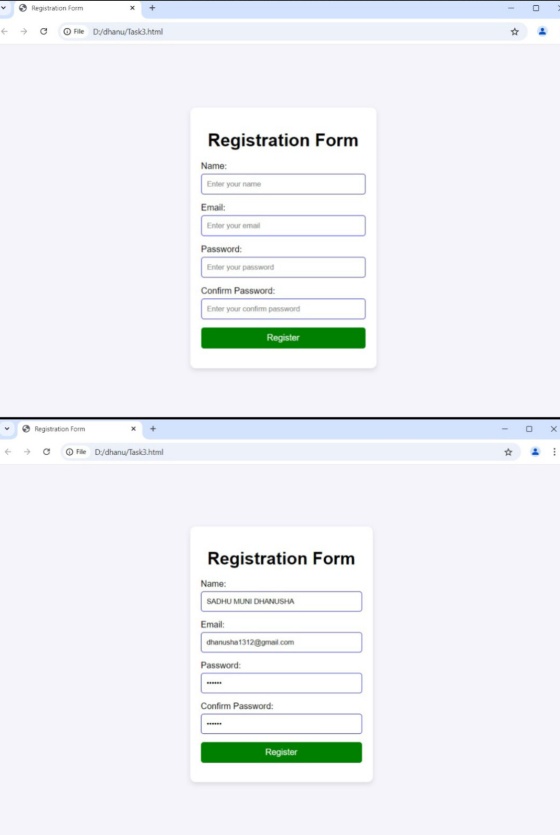 Registration Form
File D:/dhanu/Task3.html
Registration Form
Name:
Enter your name
Email:
Enter your email
Password:
Enter your password
Confirm Password:
Enter your confirm password
Register
Registration Form
File D:/dhanu/Task3.html
Registration Form
Name:
SADHU MUNI DHANUSHA
Email:
dhanusha1312@gmail.com
Password:
••••••
Confirm Password:
••••••
Register